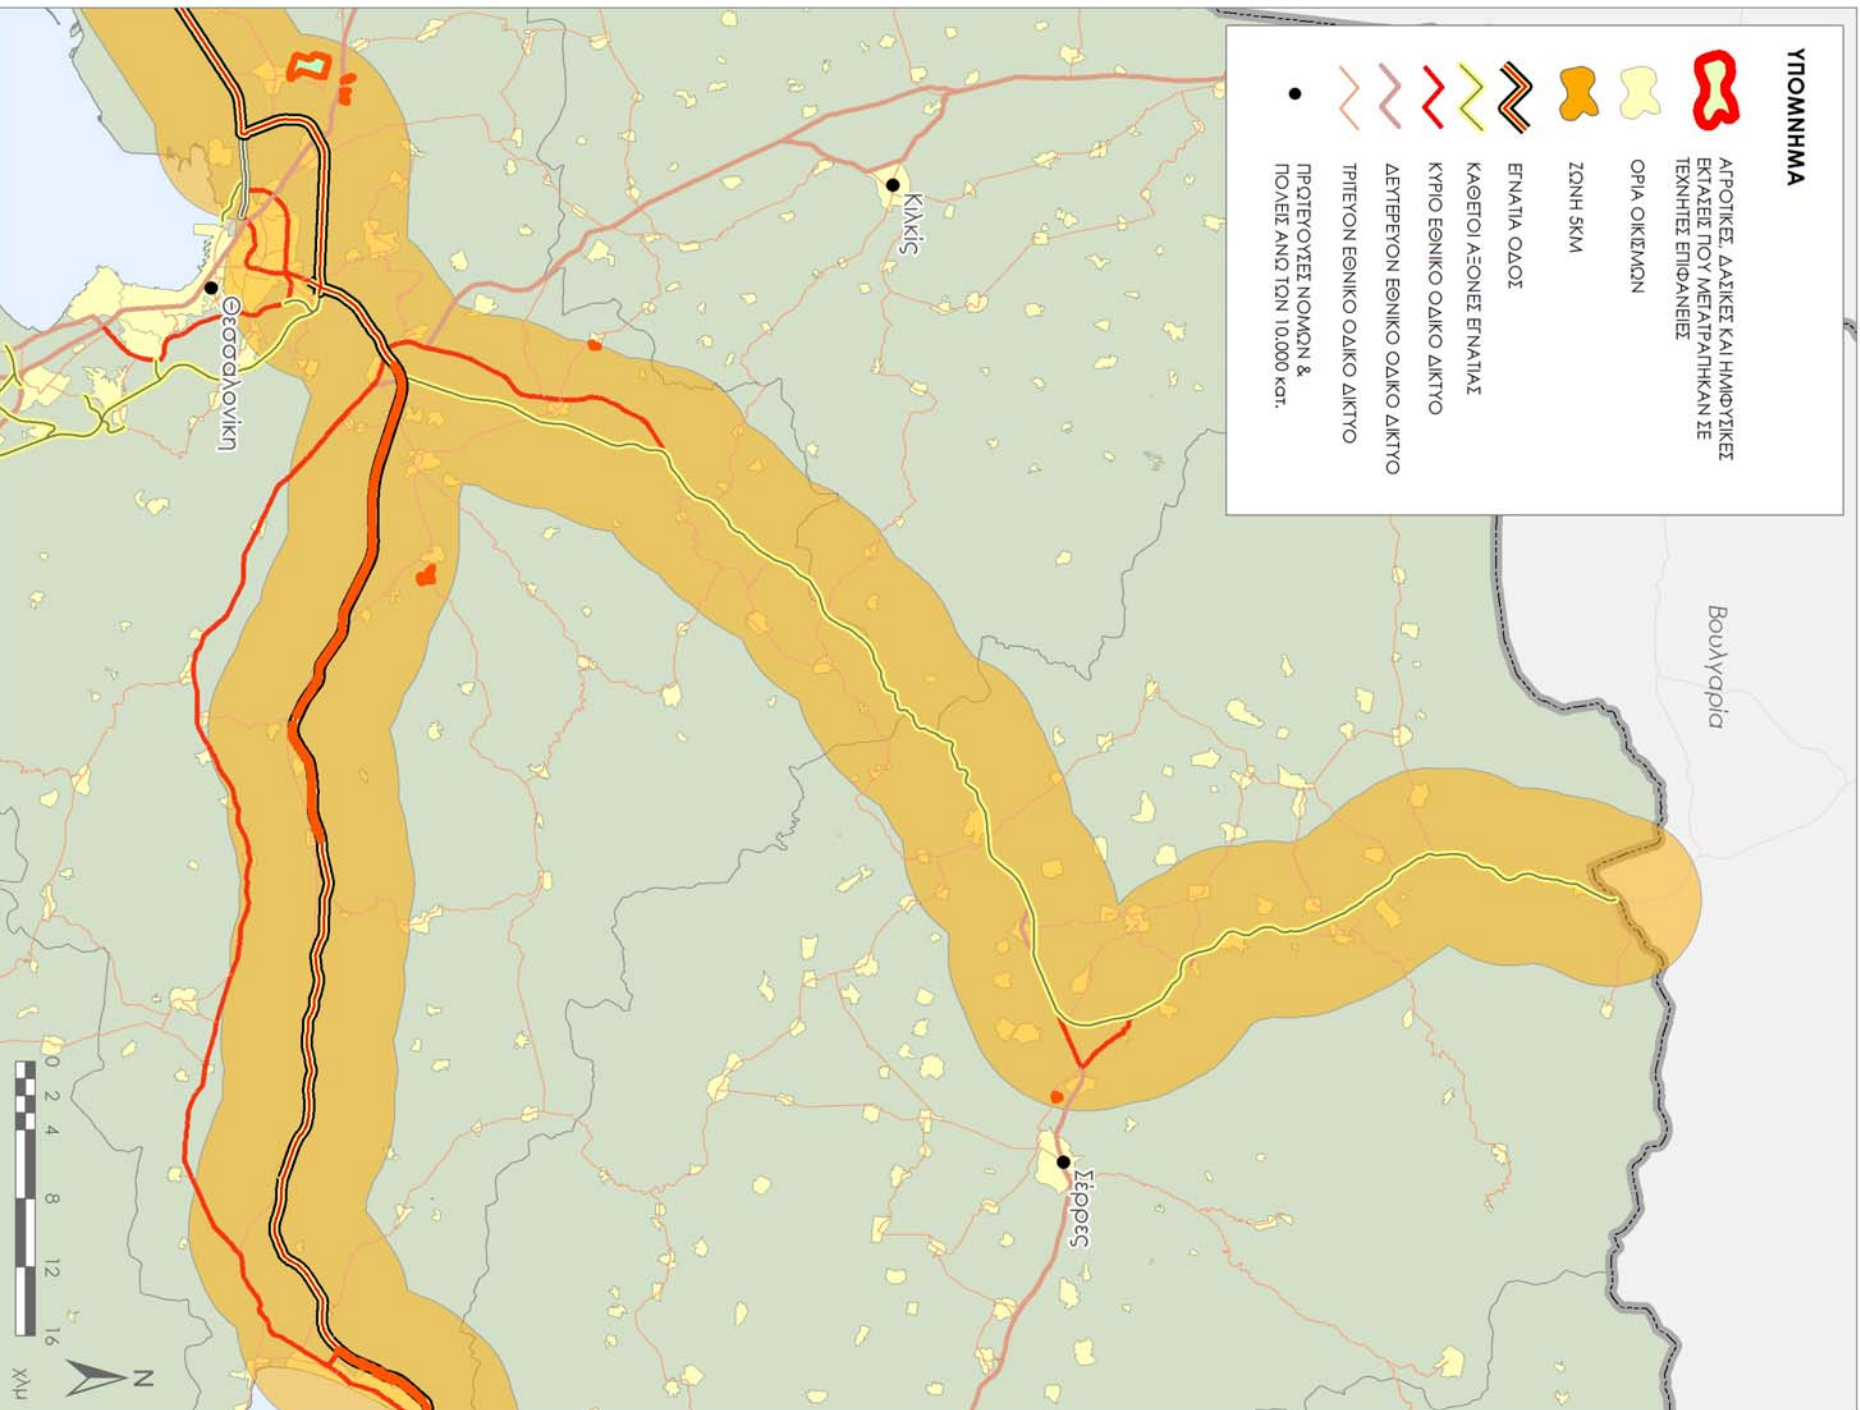 ΥΠΟΜΝΗΜΑ
ΑΓΡΟΤΙΚΕΣ, ΔΑΣΙΚΕΣ ΚΑΙ ΗΜΙΦΥΣΙΚΕΣ
ΕΚΤΑΣΕΙΣ ΠΟΥ ΜΕΤΑΤΡΑΠΗΚΑΝ ΣΕ
ΤΕΧΝΗΤΕΣ ΕΠΙΦΑΝΕΙΕΣ
ΟΡΙΑ ΟΙΚΙΣΜΩΝ
ΖΩΝΗ 5ΚΜ
ΕΓΝΑΤΙΑ ΟΔΟΣ
ΚΑΘΕΤΟΙ ΑΞΟΝΕΣ ΕΓΝΑΤΙΑΣ
ΚΥΡΙΟ ΕΘΝΙΚΟ ΟΔΙΚΟ ΔΙΚΤΥΟ
ΔΕΥΤΕΡΕΥΟΝ ΕΘΝΙΚΟ ΟΔΙΚΟ ΔΙΚΤΥΟ
ΤΡΙΤΕΥΟΝ ΕΘΝΙΚΟ ΟΔΙΚΟ ΔΙΚΤΥΟ
ΠΡΩΤΕΥΟΥΣΕΣ ΝΟΜΩΝ &
ΠΟΛΕΙΣ ΑΝΩ ΤΩΝ 10.000 κατ.
Βουλγαρία
Κιλκίς
Σέρρες
Θεσσαλονίκη
0 2 4 8 12 16
χλμ
N